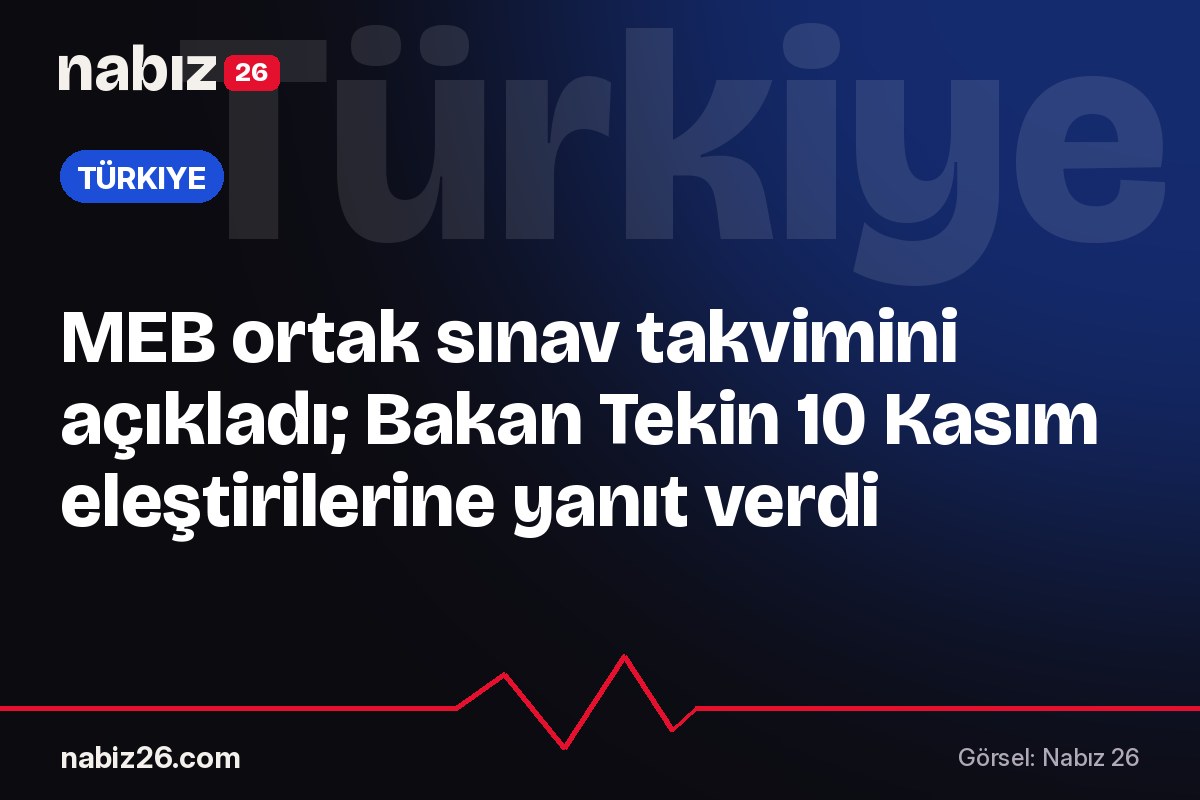 Türkiye
nabız 26
TÜRKIYE
MEB ortak sınav takvimini
açıkladı; Bakan Tekin 10 Kasım
eleştirilerine yanıt verdi
nabiz26.com
Görsel: Nabız 26